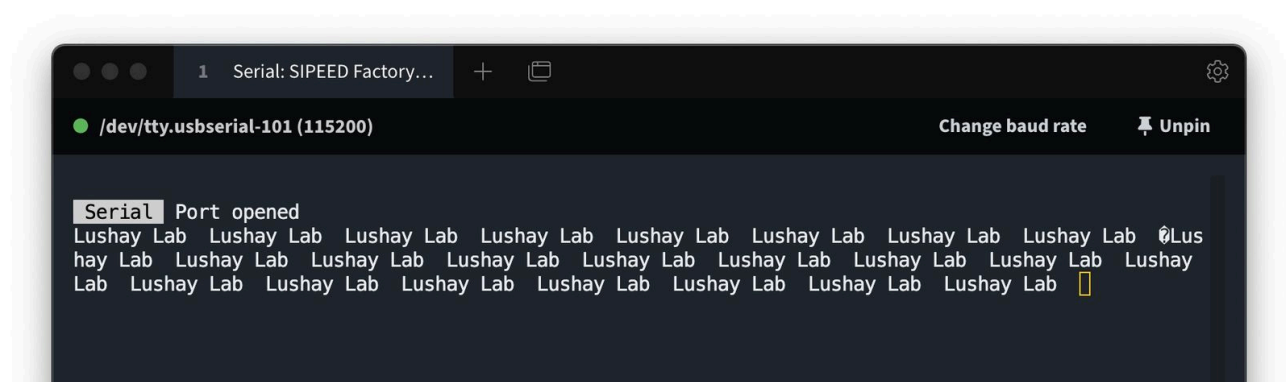 1 Serial: SIPEED Factory…
/dev/tty.usbserial-101 (115200) Change baud rate Unpin
Serial Port opened
Lushay Lab  Lushay Lab  Lushay Lab  Lushay Lab  Lushay Lab  Lushay Lab  Lushay Lab  Lushay Lab  �Lus
hay Lab  Lushay Lab  Lushay Lab  Lushay Lab  Lushay Lab  Lushay Lab  Lushay Lab  Lushay Lab  Lushay
Lab  Lushay Lab  Lushay Lab  Lushay Lab  Lushay Lab  Lushay Lab  Lushay Lab  Lushay Lab